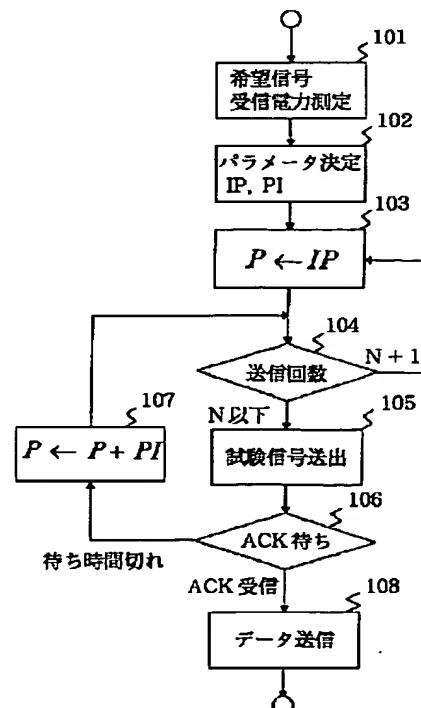 101
希望信号
受信電力測定
102
パラメータ決定
IP, PI
103
P ← IP
104
送信回数
N + 1
107
N 以下
105
P ← P + PI
試験信号送出
106
ACK 待ち
待ち時間切れ
ACK 受信
108
データ送信